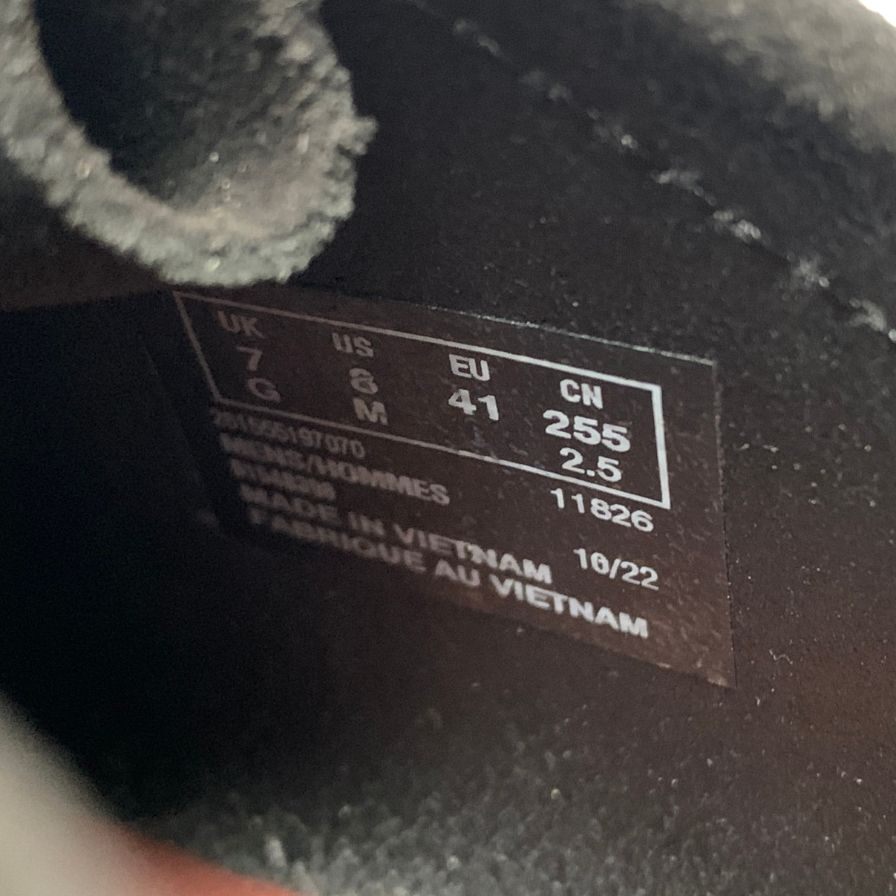 UK US EU CN
7 8 41 255
G M 2.5
197070 11826
MENS/HOMMES
MADE IN VIETNAM 10/22
FABRIQUE AU VIETNAM